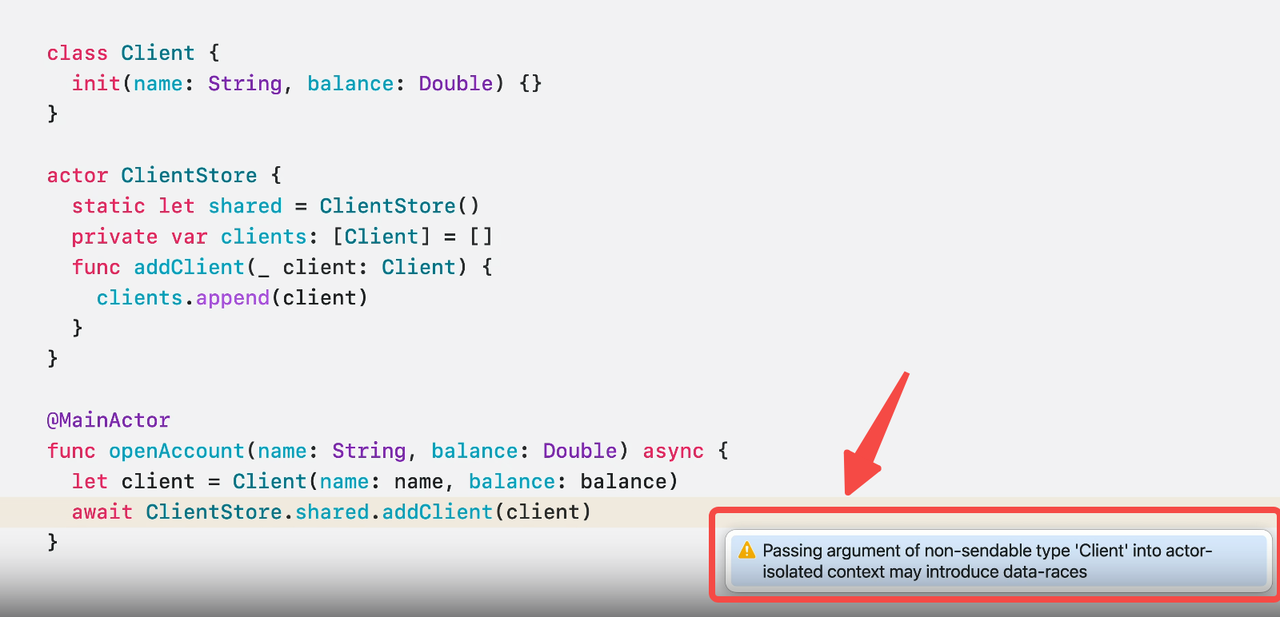 class Client {
  init(name: String, balance: Double) {}
}
actor ClientStore {
  static let shared = ClientStore()
  private var clients: [Client] = []
  func addClient(_ client: Client) {
    clients.append(client)
  }
}
@MainActor
func openAccount(name: String, balance: Double) async {
  let client = Client(name: name, balance: balance)
  await ClientStore.shared.addClient(client)
}
Passing argument of non-sendable type 'Client' into actor-
isolated context may introduce data-races